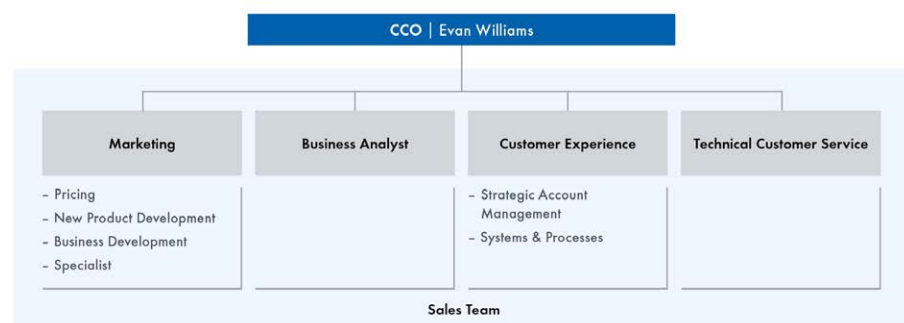 CCO | Evan Williams
Marketing
Business Analyst
Customer Experience
Technical Customer Service
– Pricing
– New Product Development
– Business Development
– Specialist
– Strategic Account
Management
– Systems & Processes
Sales Team